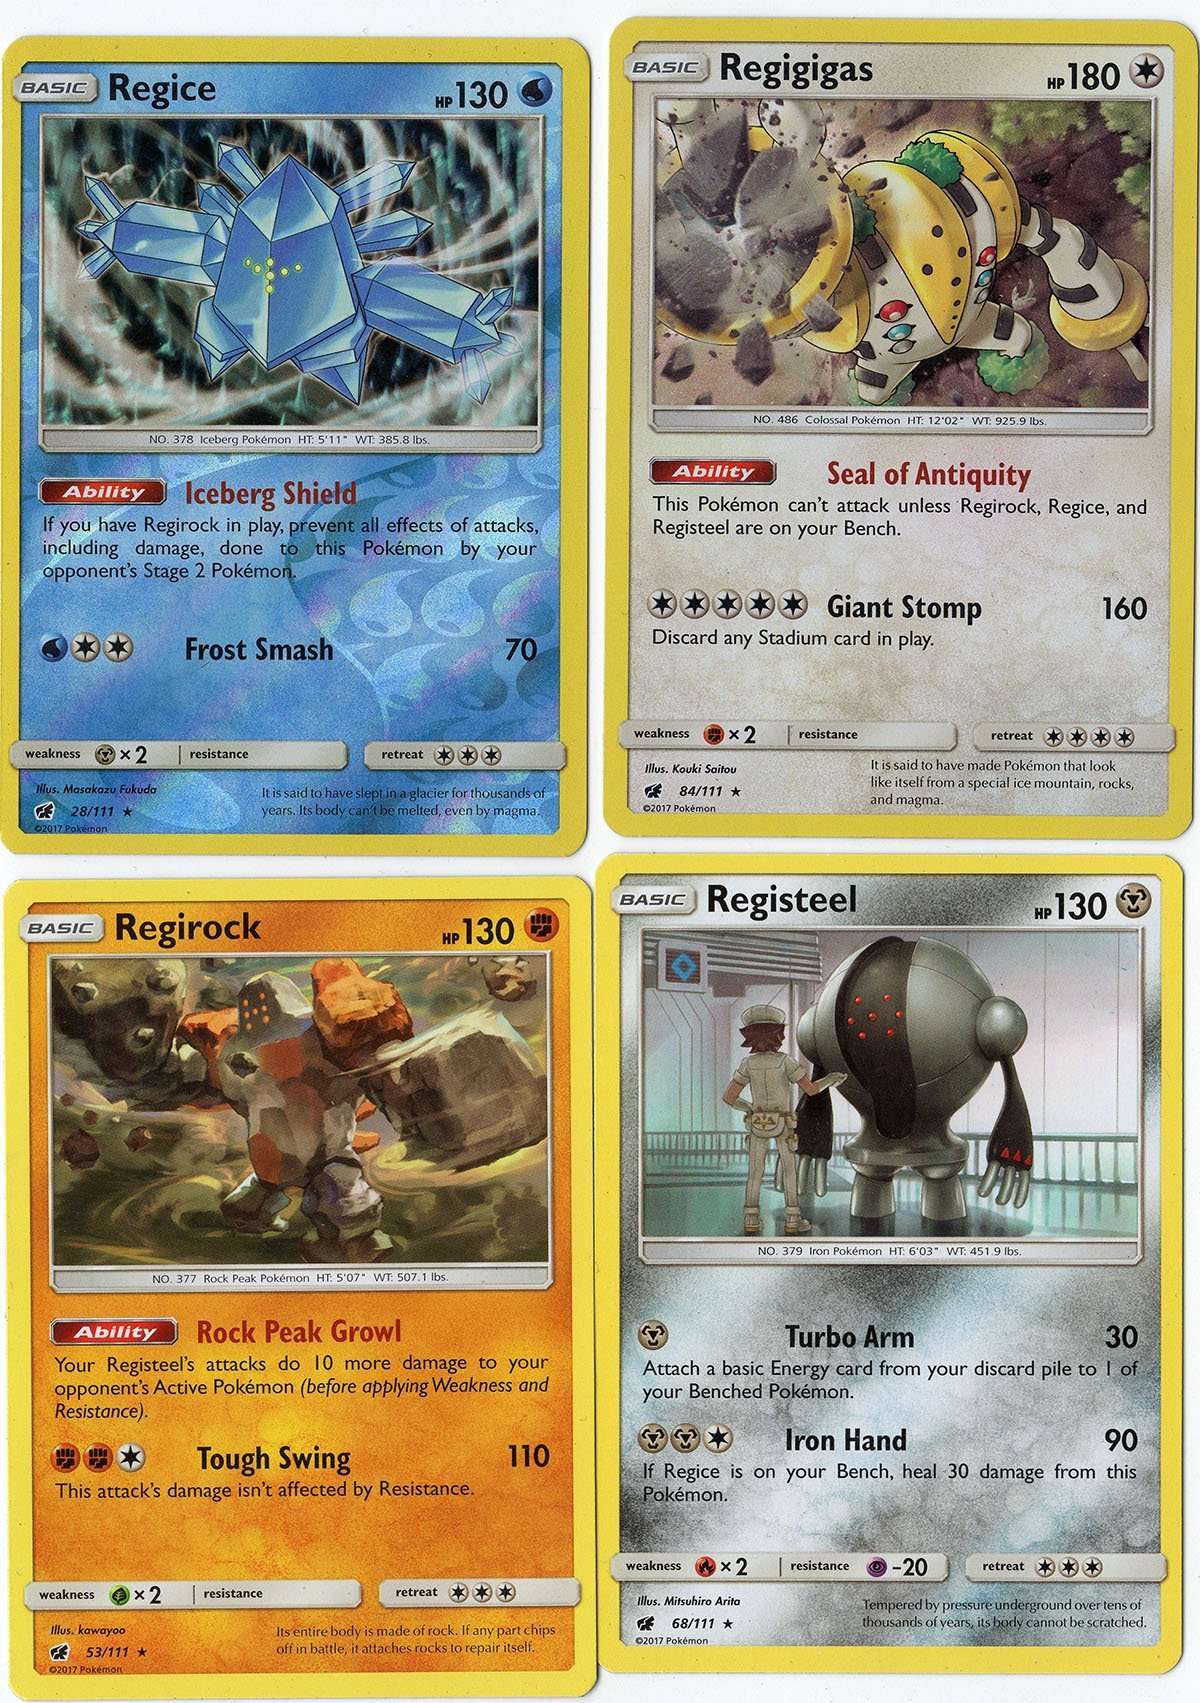 BASIC Regice HP 130
NO. 378 Iceberg Pokémon HT: 5'11" WT: 385.8 lbs.
Ability Iceberg Shield
If you have Regirock in play, prevent all effects of attacks,
including damage, done to this Pokémon by your
opponent's Stage 2 Pokémon.
Frost Smash 70
weakness × 2 resistance retreat
Illus. Masakazu Fukuda
28/111 ★
©2017 Pokémon
It is said to have slept in a glacier for thousands of
years. Its body can't be melted, even by magma.
BASIC Regigigas HP 180
NO. 486 Colossal Pokémon HT: 12'02" WT: 925.9 lbs.
Ability Seal of Antiquity
This Pokémon can't attack unless Regirock, Regice, and
Registeel are on your Bench.
Giant Stomp 160
Discard any Stadium card in play.
weakness × 2 resistance retreat
Illus. Kouki Saitou
84/111 ★
©2017 Pokémon
It is said to have made Pokémon that look
like itself from a special ice mountain, rocks,
and magma.
BASIC Regirock HP 130
NO. 377 Rock Peak Pokémon HT: 5'07" WT: 507.1 lbs.
Ability Rock Peak Growl
Your Registeel's attacks do 10 more damage to your
opponent's Active Pokémon (before applying Weakness and
Resistance).
Tough Swing 110
This attack's damage isn't affected by Resistance.
weakness × 2 resistance retreat
Illus. kawayoo
53/111 ★
©2017 Pokémon
Its entire body is made of rock. If any part chips
off in battle, it attaches rocks to repair itself.
BASIC Registeel HP 130
NO. 379 Iron Pokémon HT: 6'03" WT: 451.9 lbs.
Turbo Arm 30
Attach a basic Energy card from your discard pile to 1 of
your Benched Pokémon.
Iron Hand 90
If Regice is on your Bench, heal 30 damage from this
Pokémon.
weakness × 2 resistance -20 retreat
Illus. Mitsuhiro Arita
68/111 ★
©2017 Pokémon
Tempered by pressure underground over tens of
thousands of years, its body cannot be scratched.